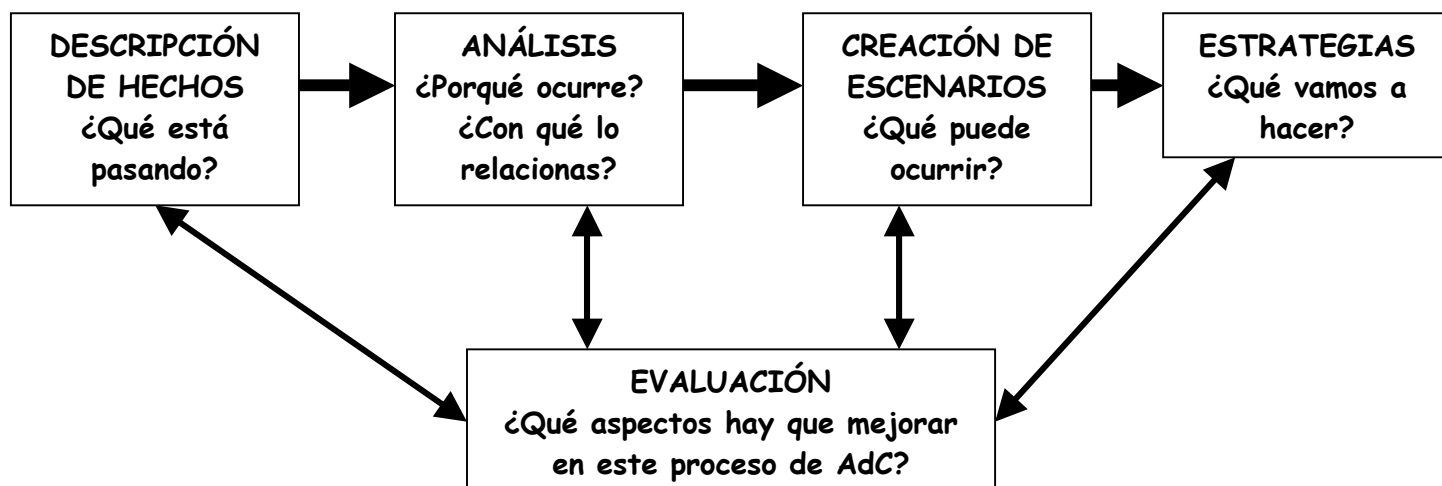 DESCRIPCIÓN
DE HECHOS
¿Qué está
pasando?
ANÁLISIS
¿Porqué ocurre?
¿Con qué lo
relacionas?
CREACIÓN DE
ESCENARIOS
¿Qué puede
ocurrir?
ESTRATEGIAS
¿Qué vamos a
hacer?
EVALUACIÓN
¿Qué aspectos hay que mejorar
en este proceso de AdC?